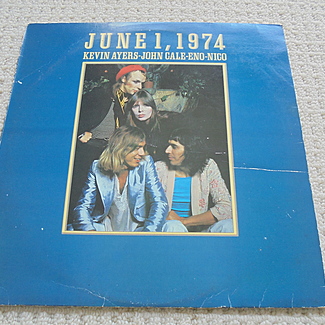 JUNE 1, 1974
KEVIN AYERS-JOHN CALE-ENO-NICO